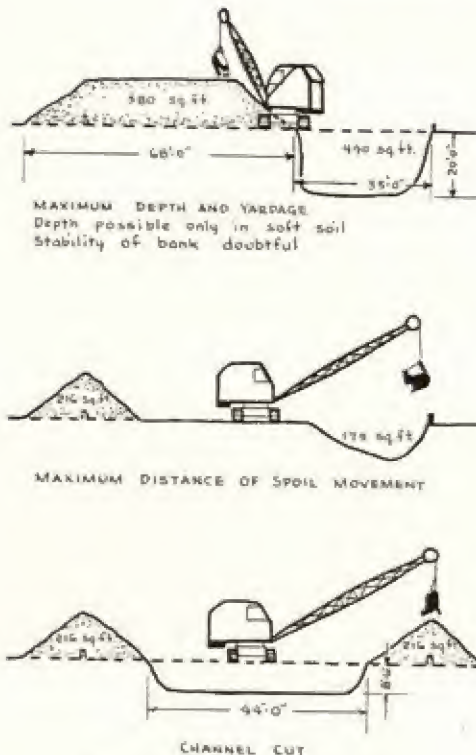 580 sq.ft.
68'-0"
490 sq.ft.
35'-0"
20'-0"
MAXIMUM DEPTH AND YARDAGE
Depth possible only in soft soil
Stability of bank doubtful
216 sq.ft
179 sq.ft
MAXIMUM DISTANCE OF SPOIL MOVEMENT
216 sq.ft
216 sq.ft
44'-0"
CHANNEL CUT